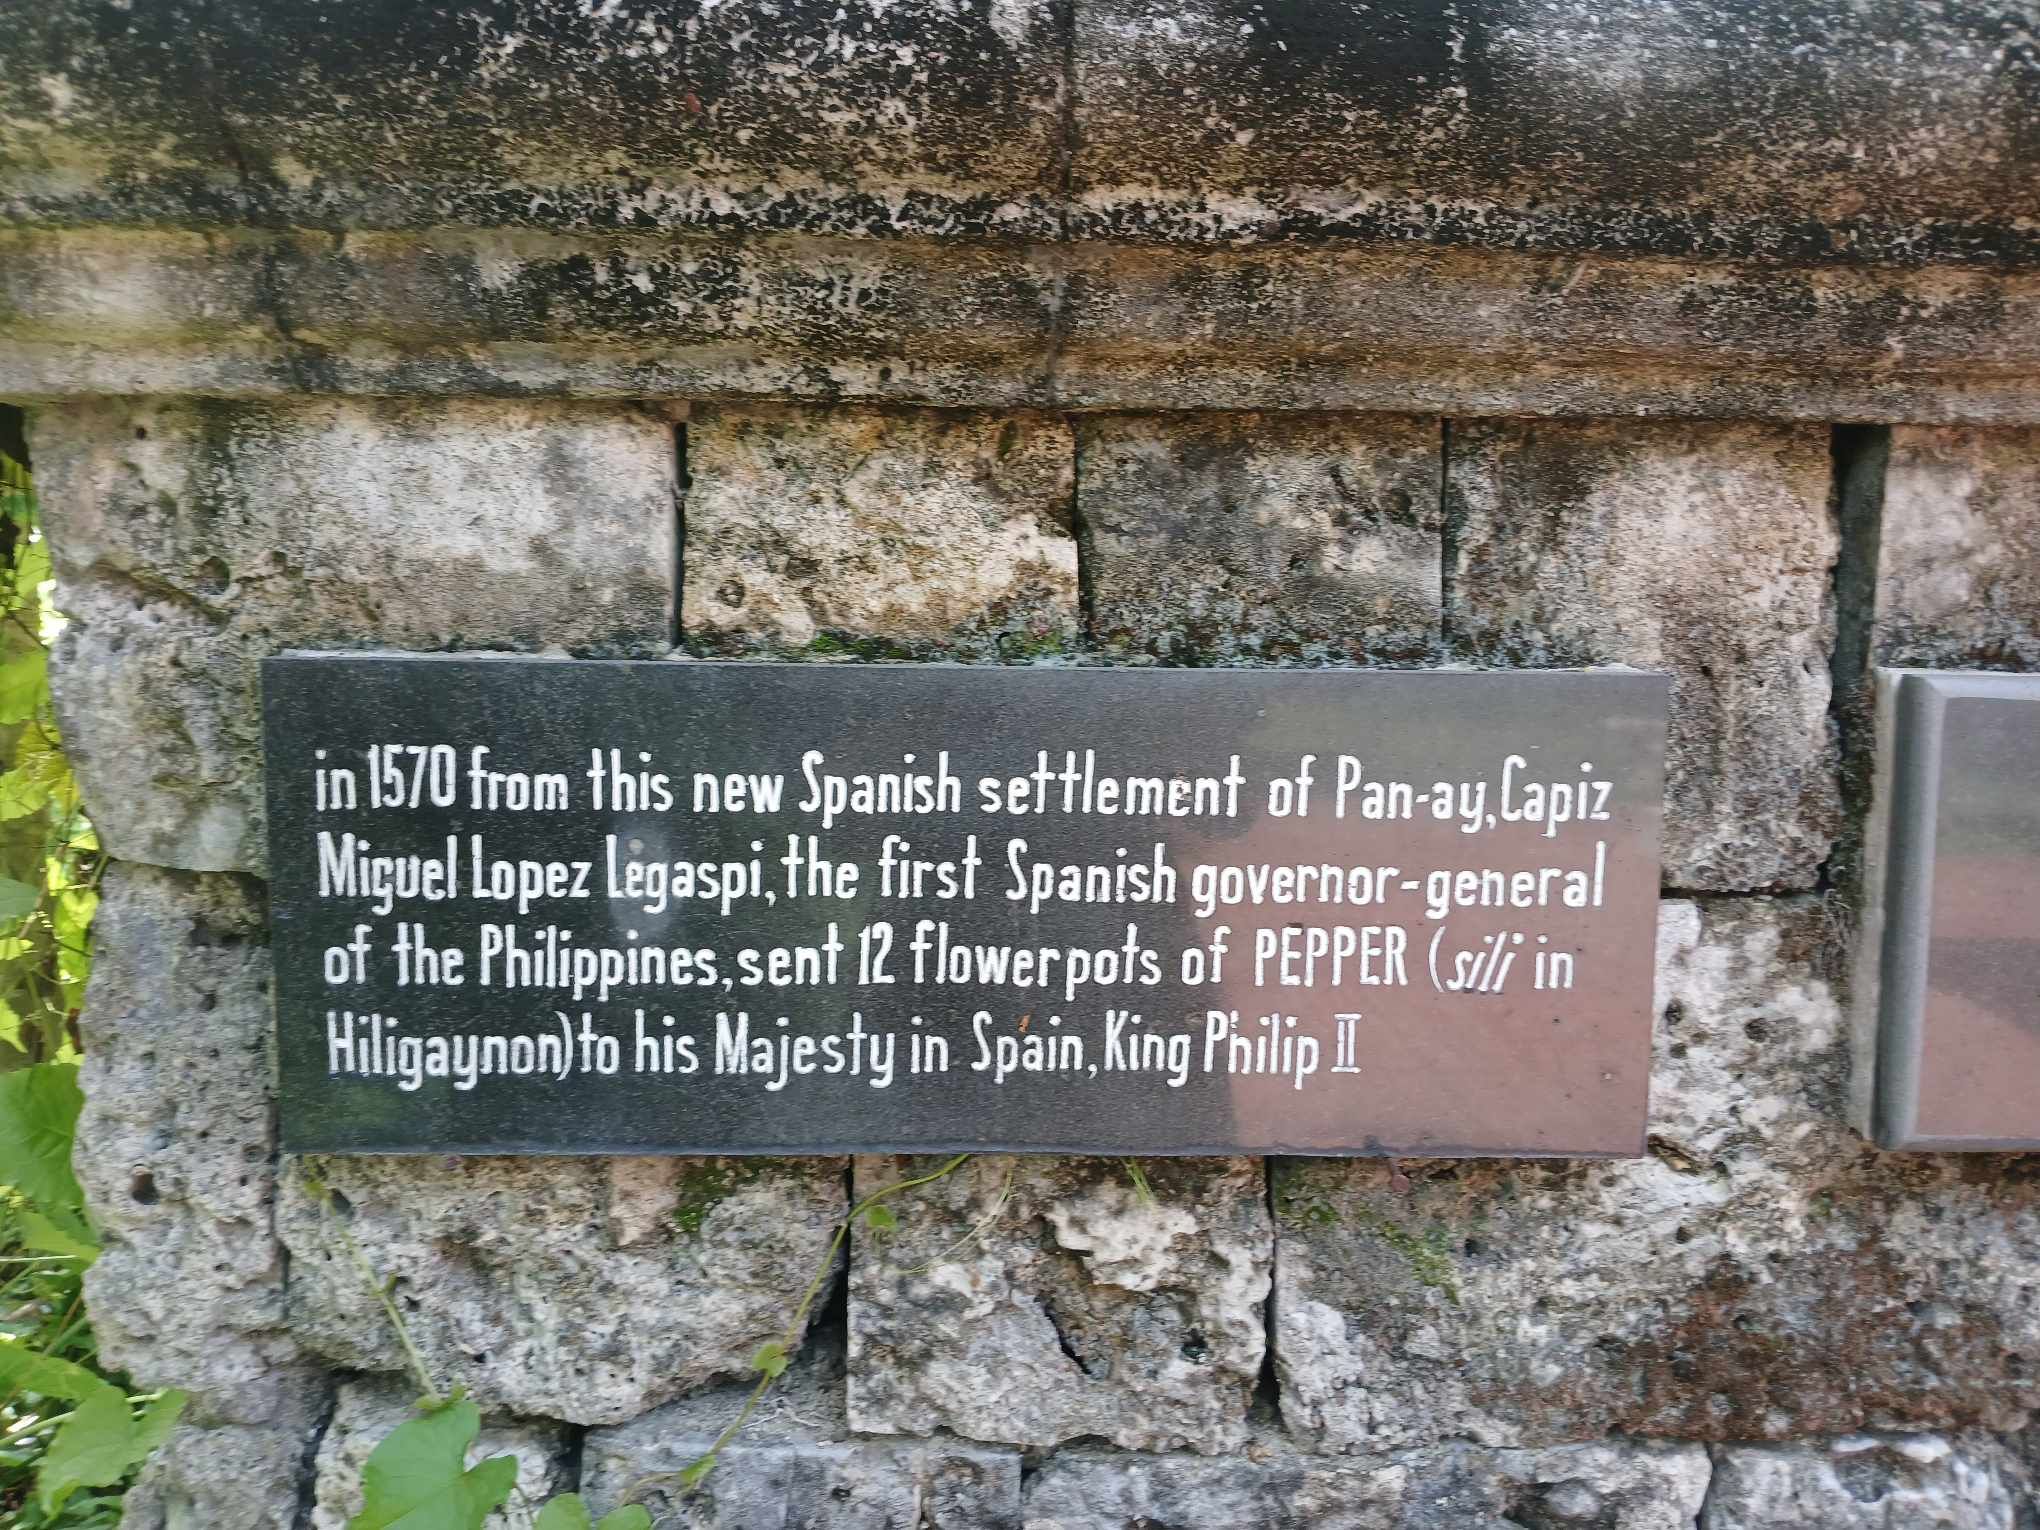 in 1570 from this new Spanish settlement of Pan-ay, Capiz
Miguel Lopez Legaspi, the first Spanish governor-general
of the Philippines, sent 12 flowerpots of PEPPER (sili in
Hiligaynon) to his Majesty in Spain, King Philip II